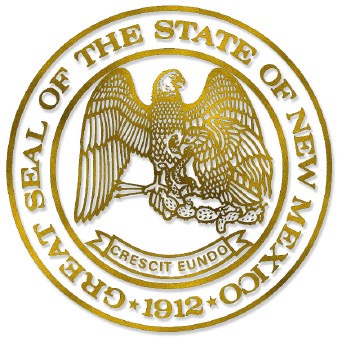 GREAT SEAL OF THE STATE OF NEW MEXICO
CRESCIT EUNDO
★ 1912 ★